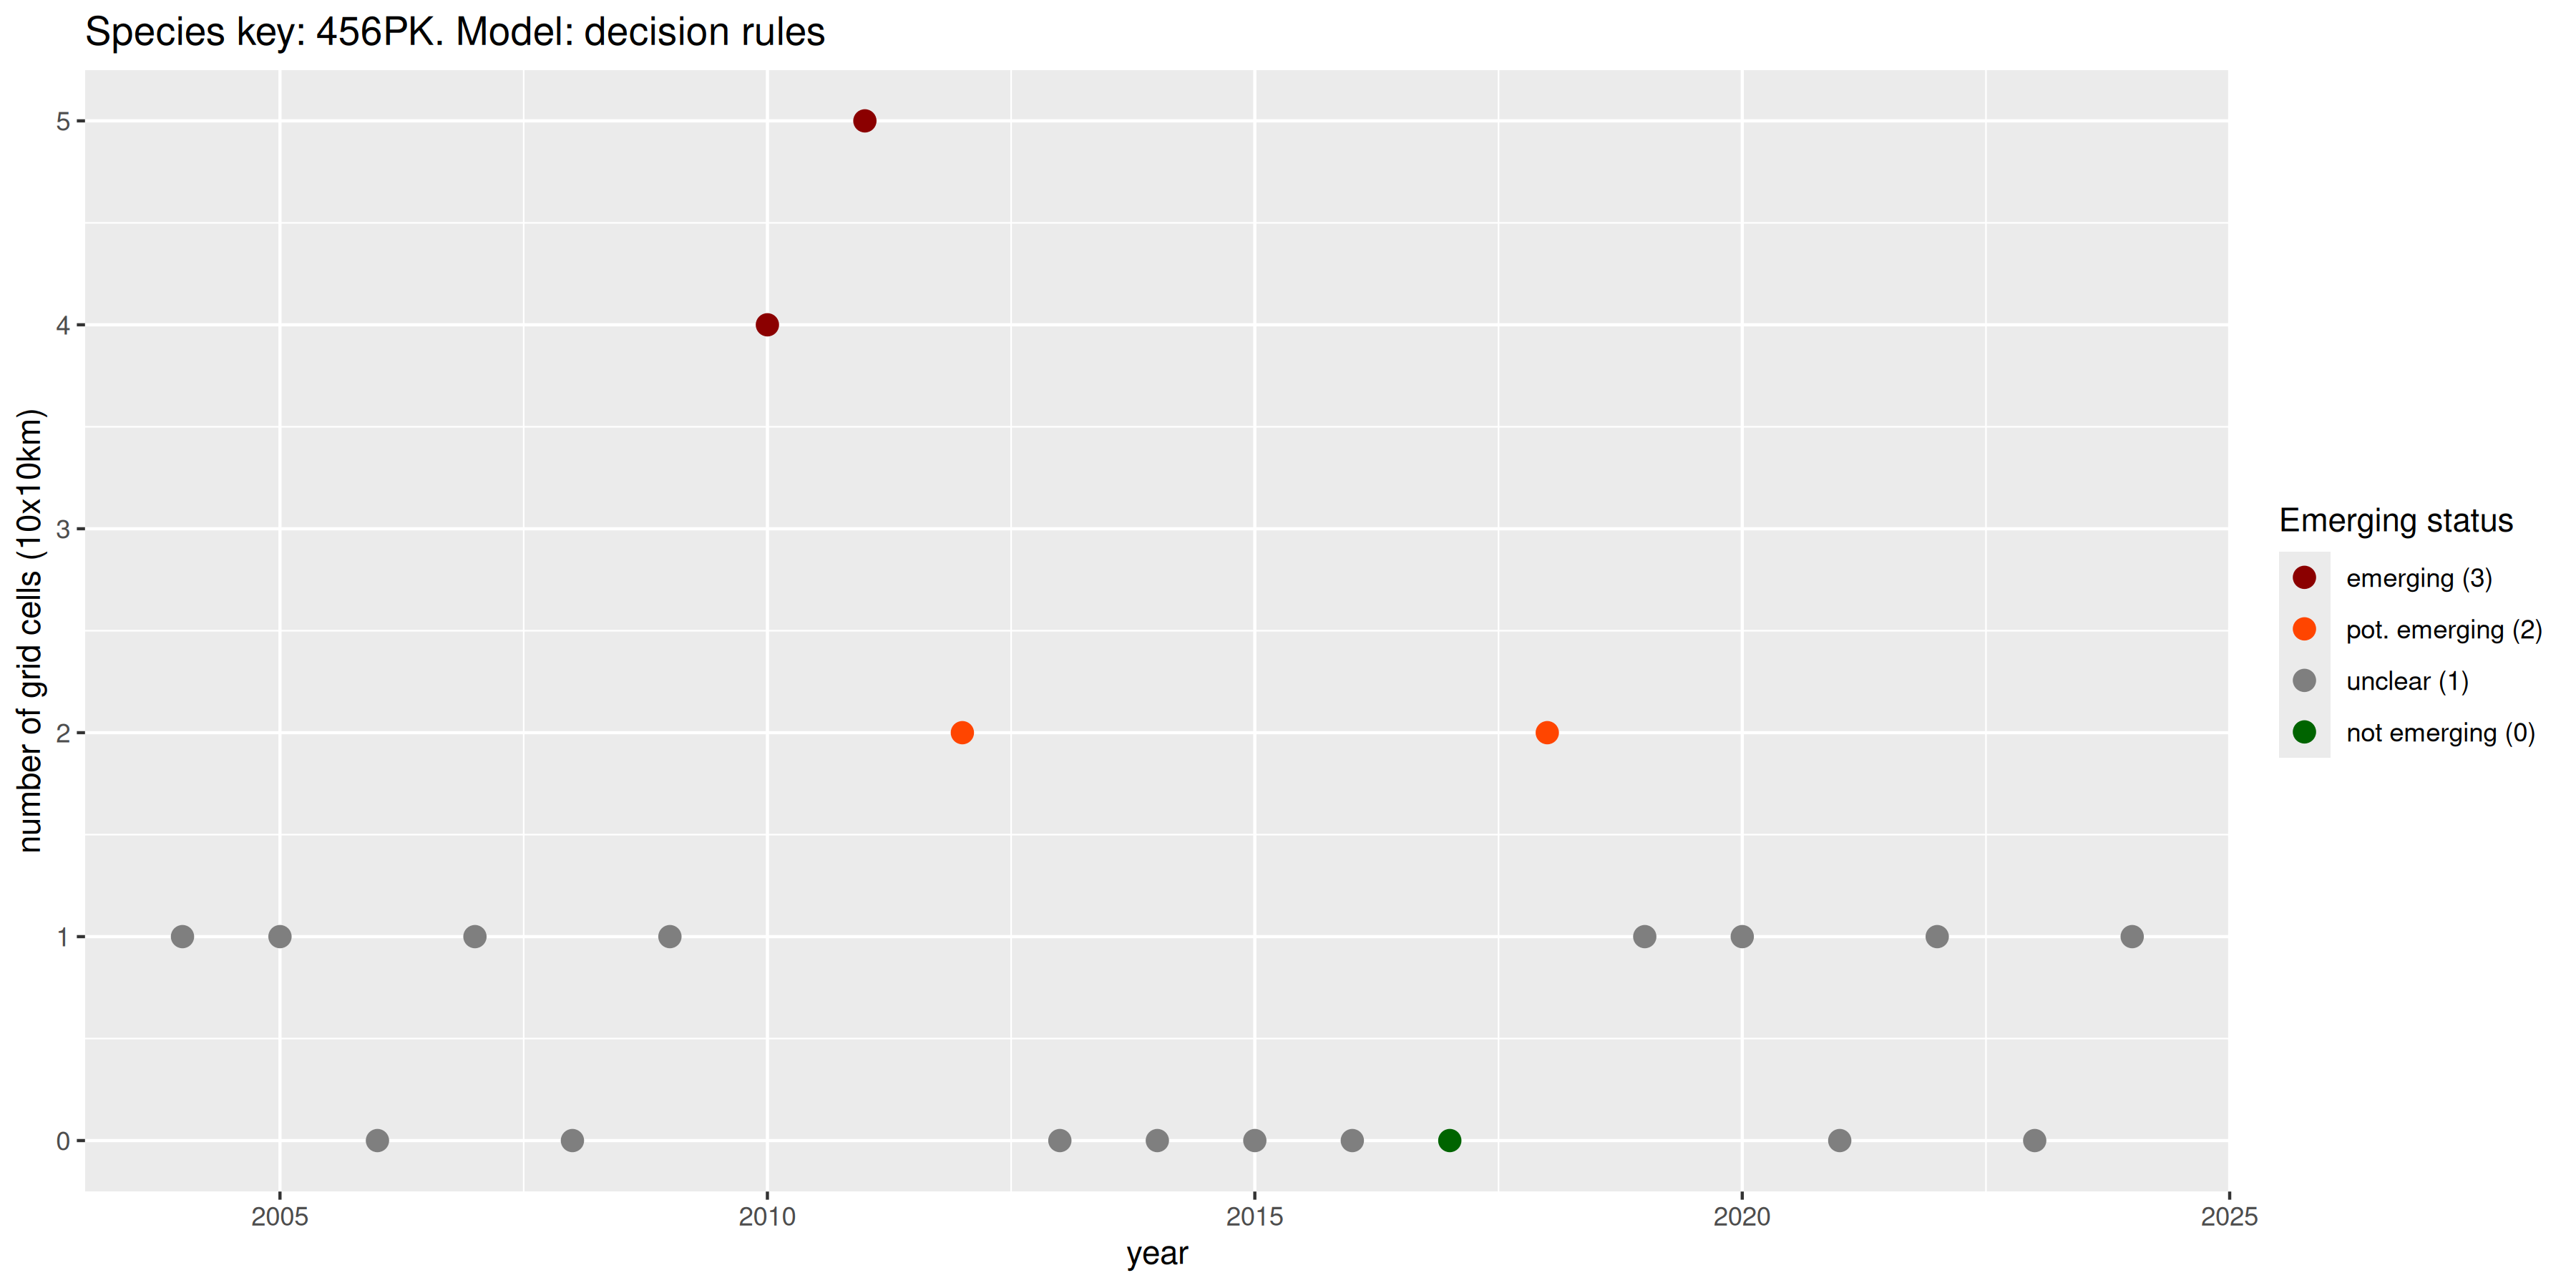 Species key: 456PK. Model: decision rules
number of grid cells (10x10km)
5
4
3
2
1
0
2005 2010 2015 2020 2025
year
Emerging status
emerging (3)
pot. emerging (2)
unclear (1)
not emerging (0)